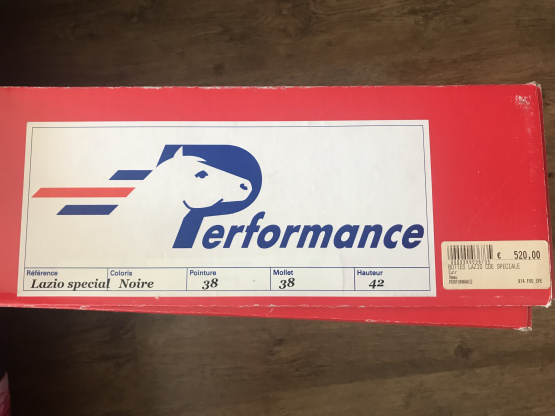 Performance
Référence Coloris Pointure Mollet Hauteur
Lazio special Noire 38 38 42
€ 520,00
BOTTES LAZIO CDE SPECIALE
Cuir
PERFORMANCE